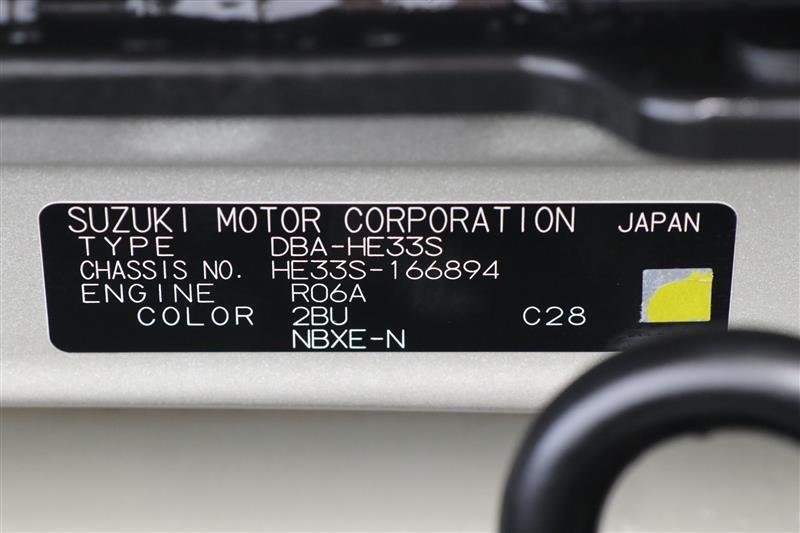 SUZUKI MOTOR CORPORATION JAPAN
TYPE DBA-HE33S
CHASSIS NO. HE33S-166894
ENGINE R06A
COLOR 2BU C28
NBXE-N